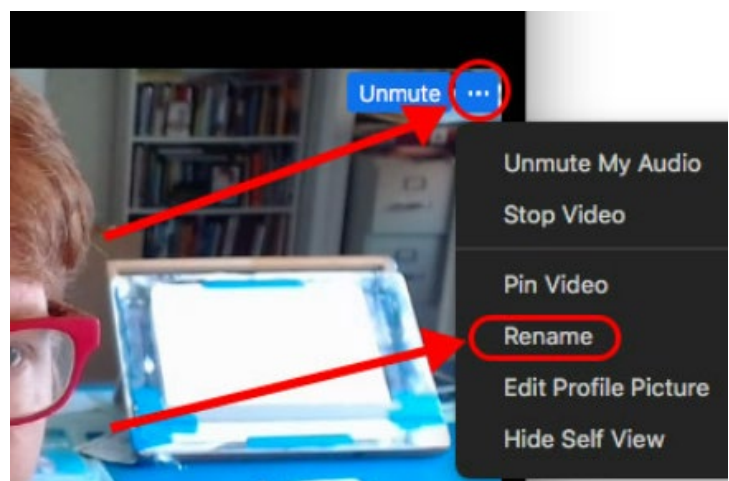 Unmute ...
Unmute My Audio
Stop Video
Pin Video
Rename
Edit Profile Picture
Hide Self View